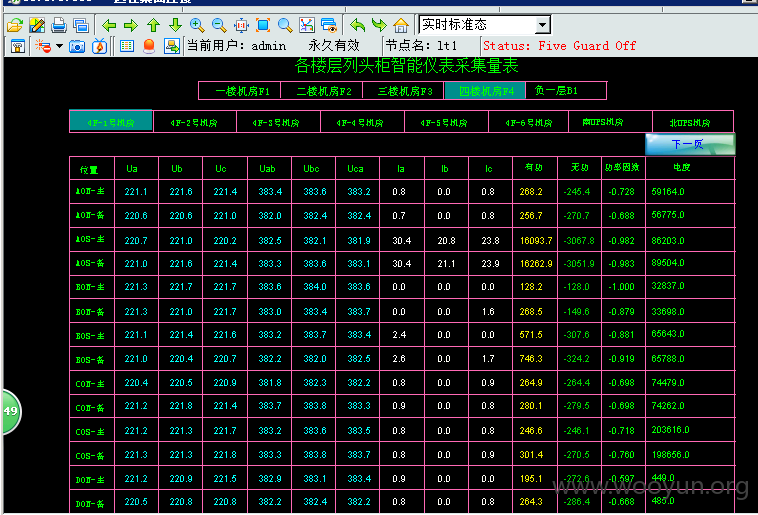 当前用户: admin 永久有效 节点名: lt1 Status: Five Guard Off
实时标准态
各楼层列头柜智能仪表采集量表
一楼机房F1 二楼机房F2 三楼机房F3 四楼机房F4 负一层B1
4F-1号机房 4F-2号机房 4F-3号机房 4F-4号机房 4F-5号机房 4F-6号机房 南UPS机房 北UPS机房
下一页
位置 Ua Ub Uc Uab Ubc Uca Ia Ib Ic 有功 无功 功率因数 电度
AON-主 221.1 221.6 221.4 383.4 383.6 383.2 0.8 0.0 0.8 268.2 -245.4 -0.728 59164.0
AON-备 220.6 220.6 221.0 382.0 382.4 382.4 0.7 0.0 0.8 256.7 -270.7 -0.688 56775.0
AOS-主 220.7 221.0 220.2 382.5 382.1 381.9 30.4 20.8 23.8 16093.7 -3067.8 -0.982 86203.0
AOS-备 221.0 221.6 221.4 383.3 383.6 383.1 30.4 21.1 23.9 16262.9 -3051.9 -0.983 89504.0
BON-主 221.3 221.7 221.7 383.6 384.0 383.6 0.0 0.0 0.0 128.2 -128.0 -1.000 32837.0
BON-备 221.3 221.0 221.7 383.0 383.4 383.7 0.0 0.0 1.6 268.5 -149.6 -0.879 33698.0
BOS-主 221.1 221.4 221.6 383.2 383.7 383.4 2.4 0.0 0.0 571.5 -307.6 -0.881 65643.0
BOS-备 221.0 220.4 220.7 382.2 382.0 382.5 2.6 0.0 1.7 746.3 -324.2 -0.919 65788.0
CON-主 220.4 220.5 220.9 381.8 382.3 382.2 0.8 0.0 0.9 264.9 -264.4 -0.698 74479.0
CON-备 221.2 221.8 221.4 383.7 383.8 383.3 0.9 0.0 0.8 280.1 -279.5 -0.698 74262.0
COS-主 221.2 221.3 221.7 383.2 383.6 383.5 0.8 0.0 0.8 246.6 -246.1 -0.718 203616.0
COS-备 221.3 221.3 221.8 383.3 383.8 383.7 0.8 0.0 0.9 301.4 -270.5 -0.760 198656.0
DON-主 221.2 220.9 221.5 382.9 383.1 383.4 0.9 0.0 0.0 195.1 -272.6 -0.597 449.0
DON-备 220.5 220.8 220.8 382.2 382.4 382.2 0.8 0.0 0.8 264.3 -286.4 -0.668 485.0
49
www.wooyun.org